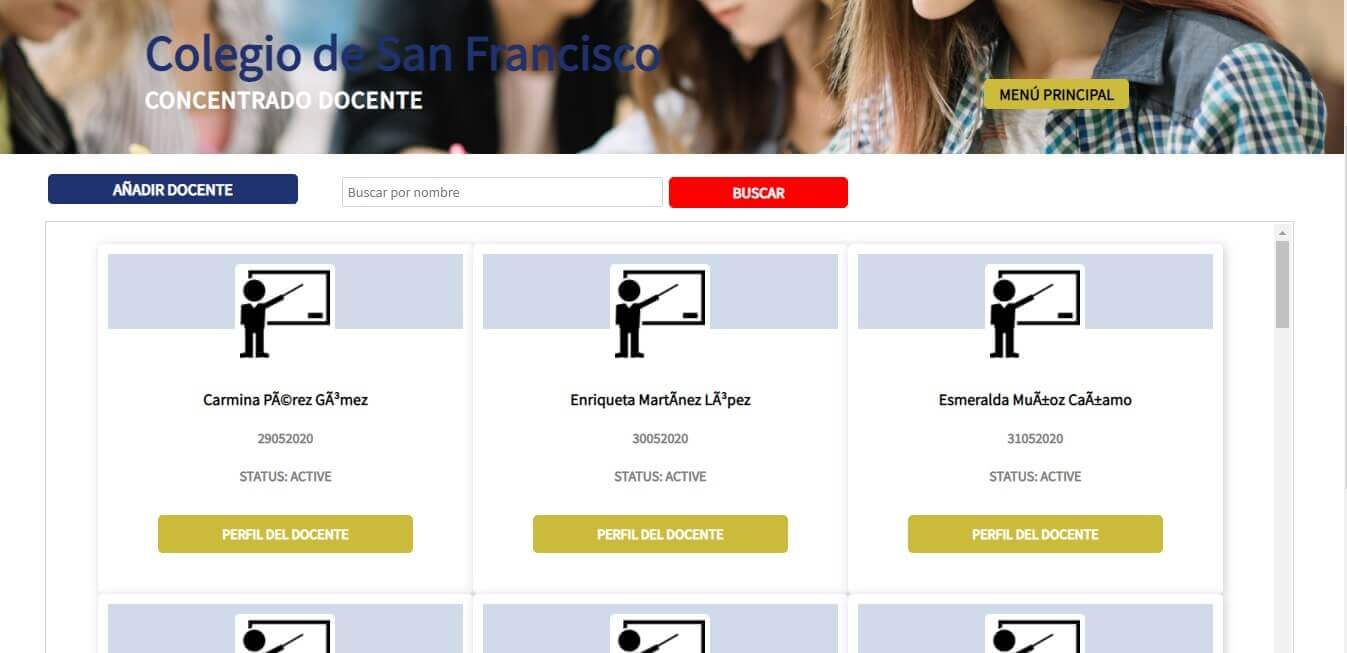 Colegio de San Francisco
CONCENTRADO DOCENTE
MENÚ PRINCIPAL
AÑADIR DOCENTE
Buscar por nombre
BUSCAR
Carmina PÃ©rez GÃ³mez
Enriqueta MartÃnez LÃ³pez
Esmeralda MuÃ±oz CaÃ±amo
29052020
30052020
31052020
STATUS: ACTIVE
STATUS: ACTIVE
STATUS: ACTIVE
PERFIL DEL DOCENTE
PERFIL DEL DOCENTE
PERFIL DEL DOCENTE